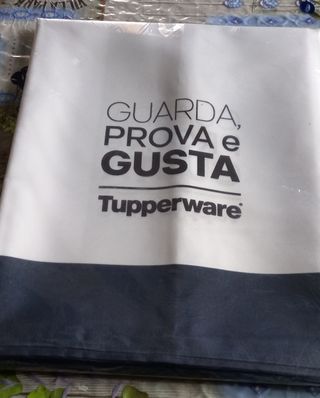 GUARDA,
PROVA e
GUSTA
Tupperware®